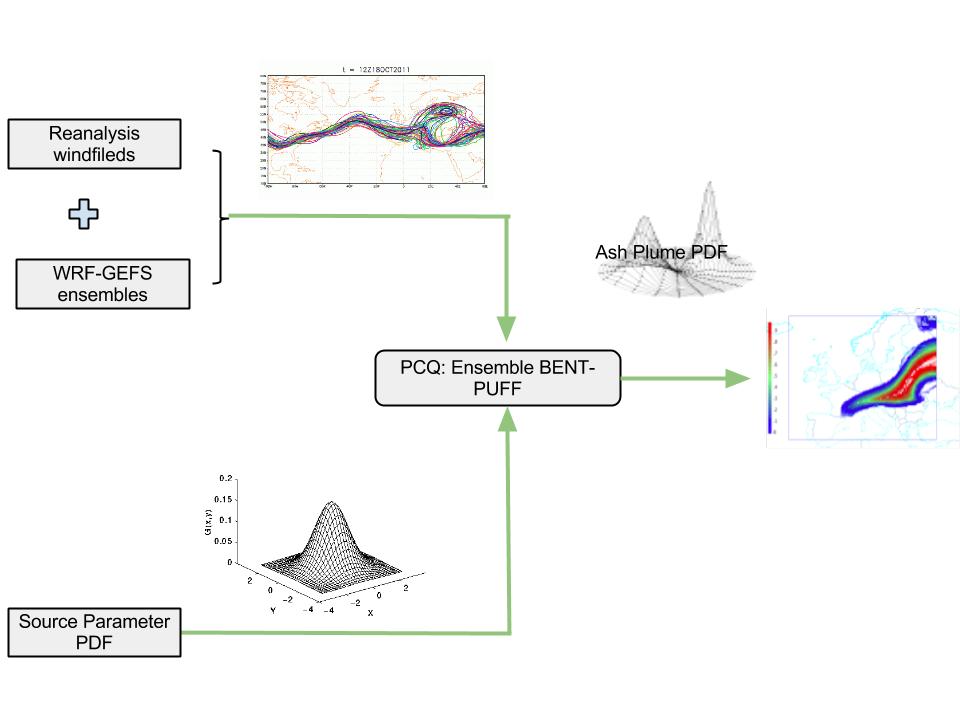 t = 12Z18OCT2011
Reanalysis
windfileds
WRF-GEFS
ensembles
Ash Plume PDF
PCQ: Ensemble BENT-
PUFF
0.2
0.15
0.1
0.05
0
G(x,y)
2
0
-2
-4
Y
-4
-2
0
2
X
Source Parameter
PDF